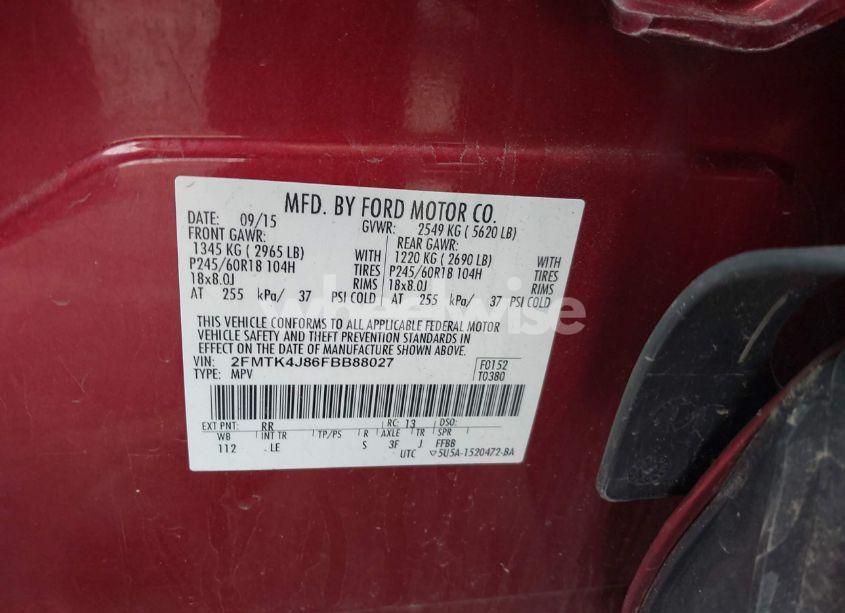 MFD. BY FORD MOTOR CO.
DATE: 09/15 GVWR: 2549 KG ( 5620 LB)
FRONT GAWR: REAR GAWR:
1345 KG ( 2965 LB) WITH 1220 KG ( 2690 LB) WITH
P245/60R18 104H TIRES P245/60R18 104H TIRES
18x8.0J RIMS 18x8.0J RIMS
AT 255 kPa/ 37 PSI COLD AT 255 kPa/ 37 PSI COLD
wheelwise
THIS VEHICLE CONFORMS TO ALL APPLICABLE FEDERAL MOTOR
VEHICLE SAFETY AND THEFT PREVENTION STANDARDS IN
EFFECT ON THE DATE OF MANUFACTURE SHOWN ABOVE.
VIN: 2FMTK4J86FBB88027 F0152
TYPE: MPV T0380
EXT PNT: RR RC: 13 DSO:
WB INT TR TP/PS R AXLE TR SPR
112 LE S 3F J FFBB
UTC ▽5U5A-1520472-BA